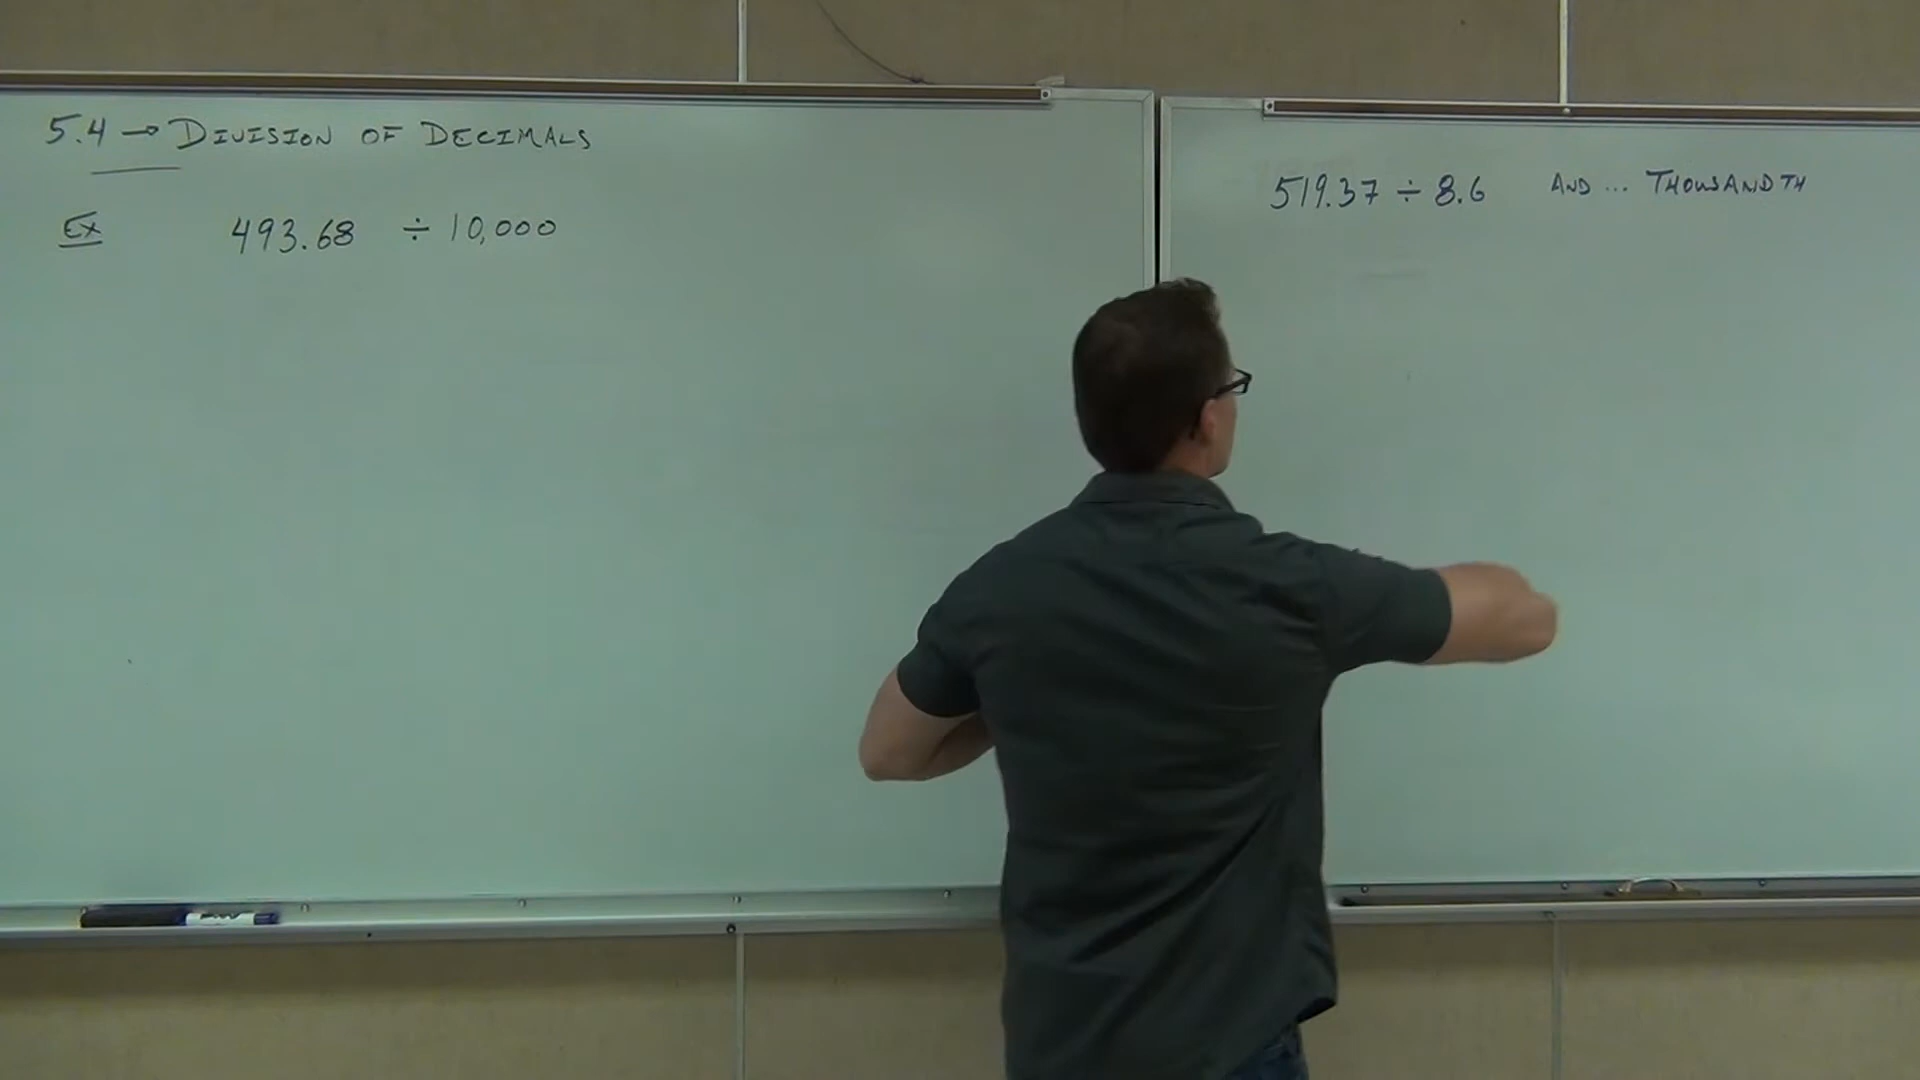 5.4 → DIVISION OF DECIMALS
EX 493.68 ÷ 10,000
519.37 ÷ 8.6 AND ... THOUSANDTH